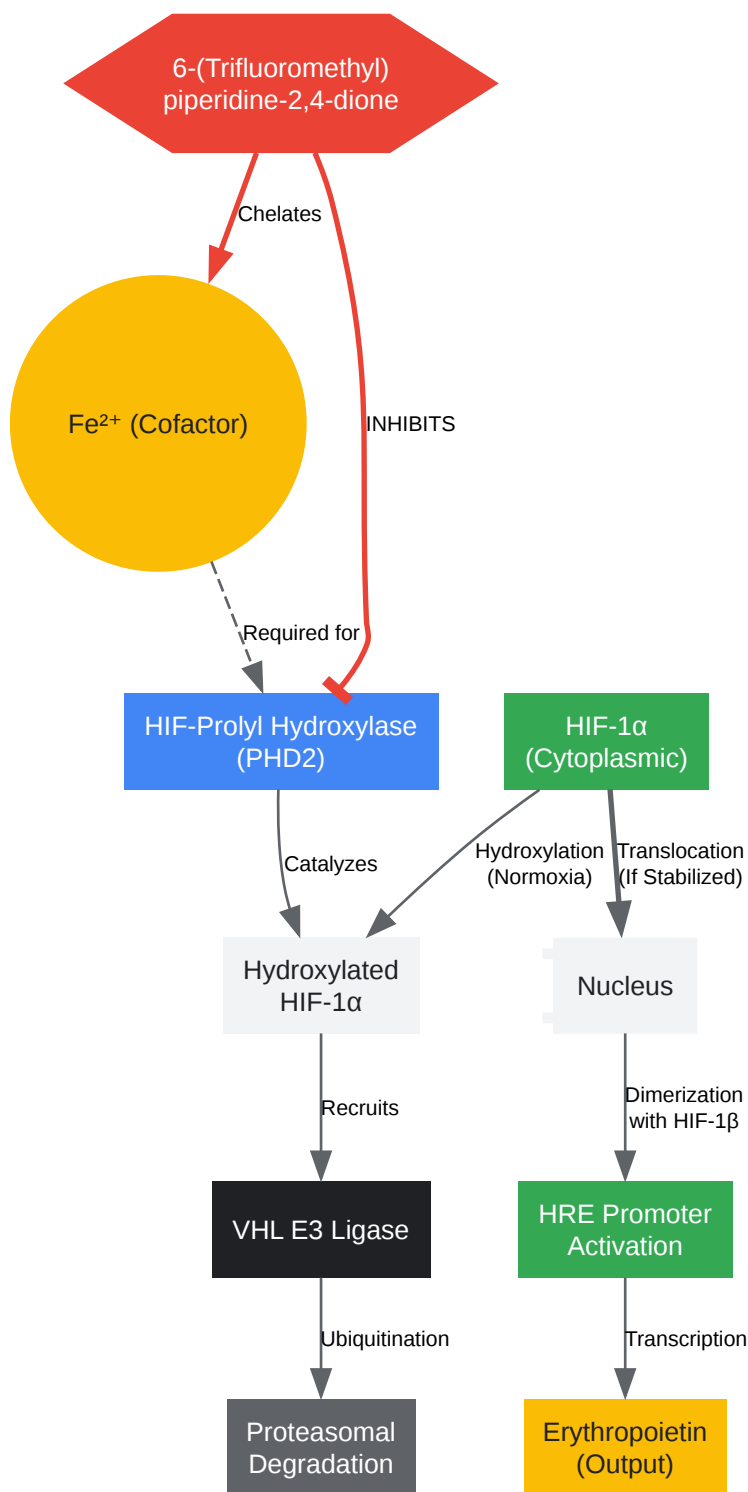 6-(Trifluoromethyl)
piperidine-2,4-dione
Chelates
Fe²⁺ (Cofactor)
INHIBITS
Required for
HIF-Prolyl Hydroxylase
(PHD2)
HIF-1α
(Cytoplasmic)
Catalyzes
Hydroxylation
(Normoxia)
Translocation
(If Stabilized)
Hydroxylated
HIF-1α
Nucleus
Recruits
Dimerization
with HIF-1β
VHL E3 Ligase
HRE Promoter
Activation
Ubiquitination
Transcription
Proteasomal
Degradation
Erythropoietin
(Output)